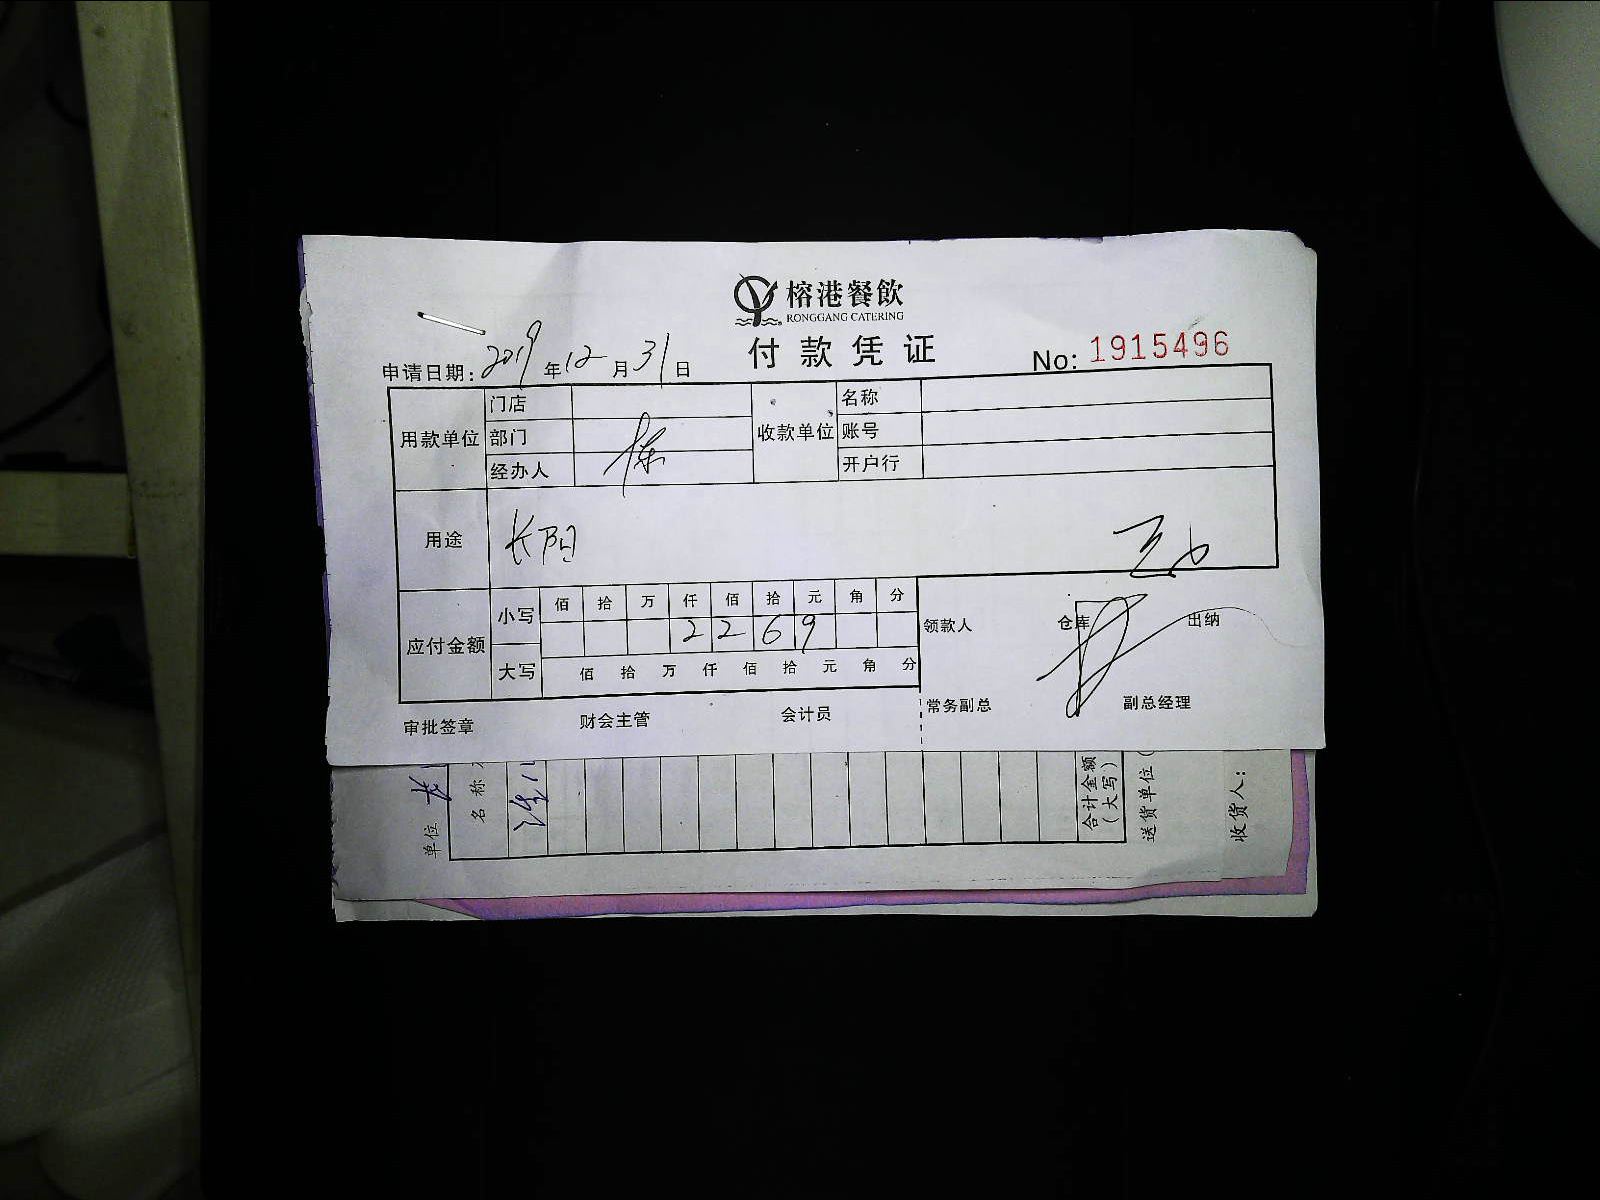 榕港餐飲
RONGGANG CATERING
付款凭证
No: 1915496
申请日期: 2019年12月31日
用款单位 门店 收款单位 名称
部门 账号
经办人 陈 开户行
用途 长阳
应付金额 小写 佰 拾 万 仟 佰 拾 元 角 分
2 2 6 9
大写 佰 拾 万 仟 佰 拾 元 角 分
领款人 仓库 出纳
审批签章 财会主管 会计员 常务副总 副总经理
单位
名称
合计金额
(大写)
送货单位(
收货人: